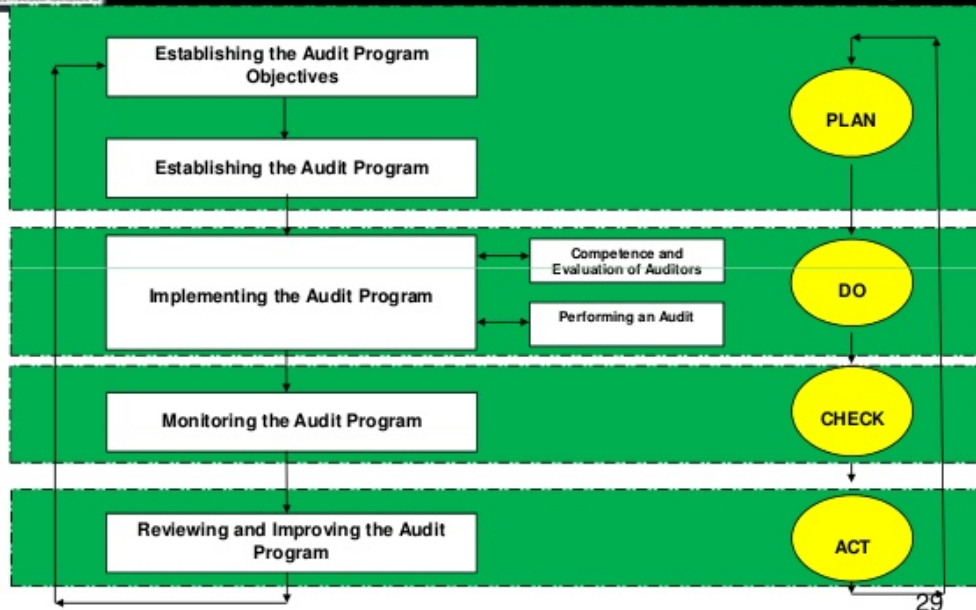 Establishing the Audit Program
Objectives
PLAN
Establishing the Audit Program
Competence and
Evaluation of Auditors
Implementing the Audit Program
DO
Performing an Audit
Monitoring the Audit Program
CHECK
Reviewing and Improving the Audit
Program
ACT
29